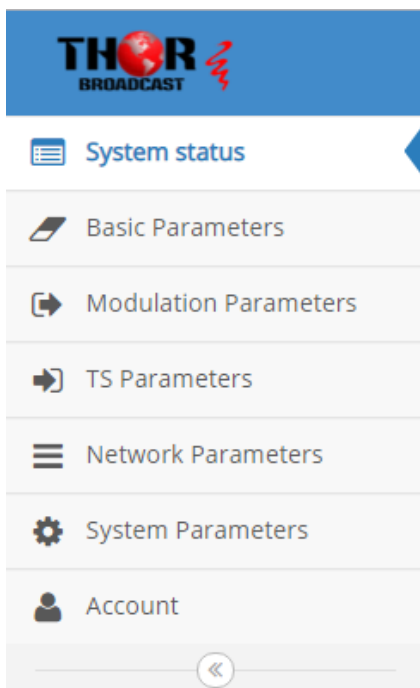 THOR
BROADCAST
System status
Basic Parameters
Modulation Parameters
TS Parameters
Network Parameters
System Parameters
Account